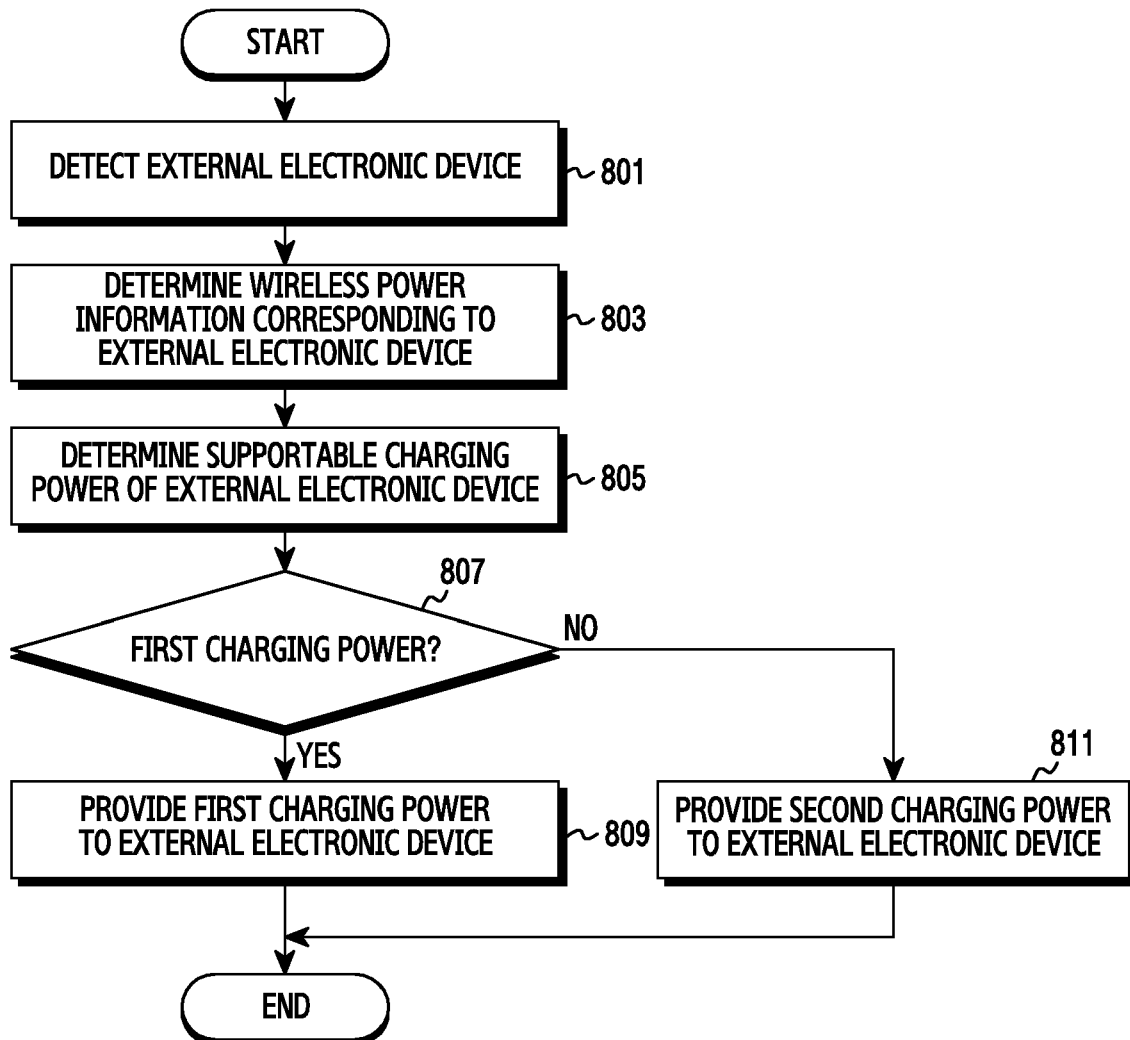 START
DETECT EXTERNAL ELECTRONIC DEVICE
801
DETERMINE WIRELESS POWER
INFORMATION CORRESPONDING TO
EXTERNAL ELECTRONIC DEVICE
803
DETERMINE SUPPORTABLE CHARGING
POWER OF EXTERNAL ELECTRONIC DEVICE
805
807
FIRST CHARGING POWER?
NO
YES
PROVIDE FIRST CHARGING POWER
TO EXTERNAL ELECTRONIC DEVICE
809
811
PROVIDE SECOND CHARGING POWER
TO EXTERNAL ELECTRONIC DEVICE
END